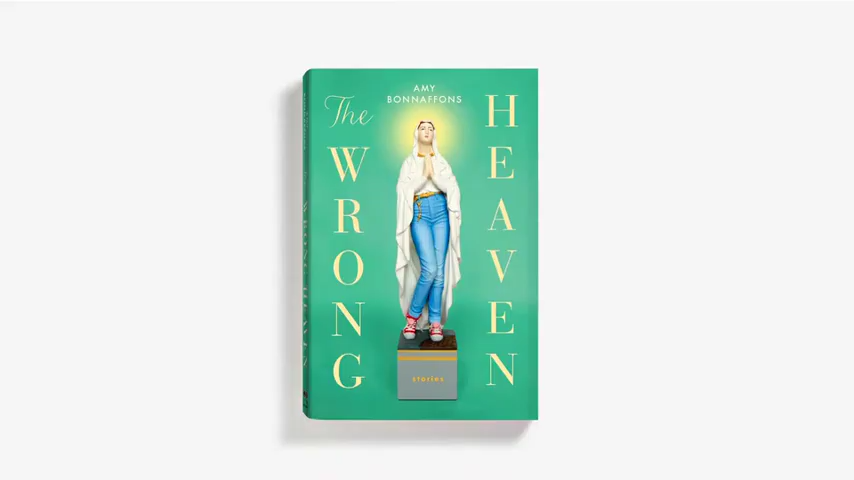 AMY
BONNAFFONS
The
WRONG
HEAVEN
stories